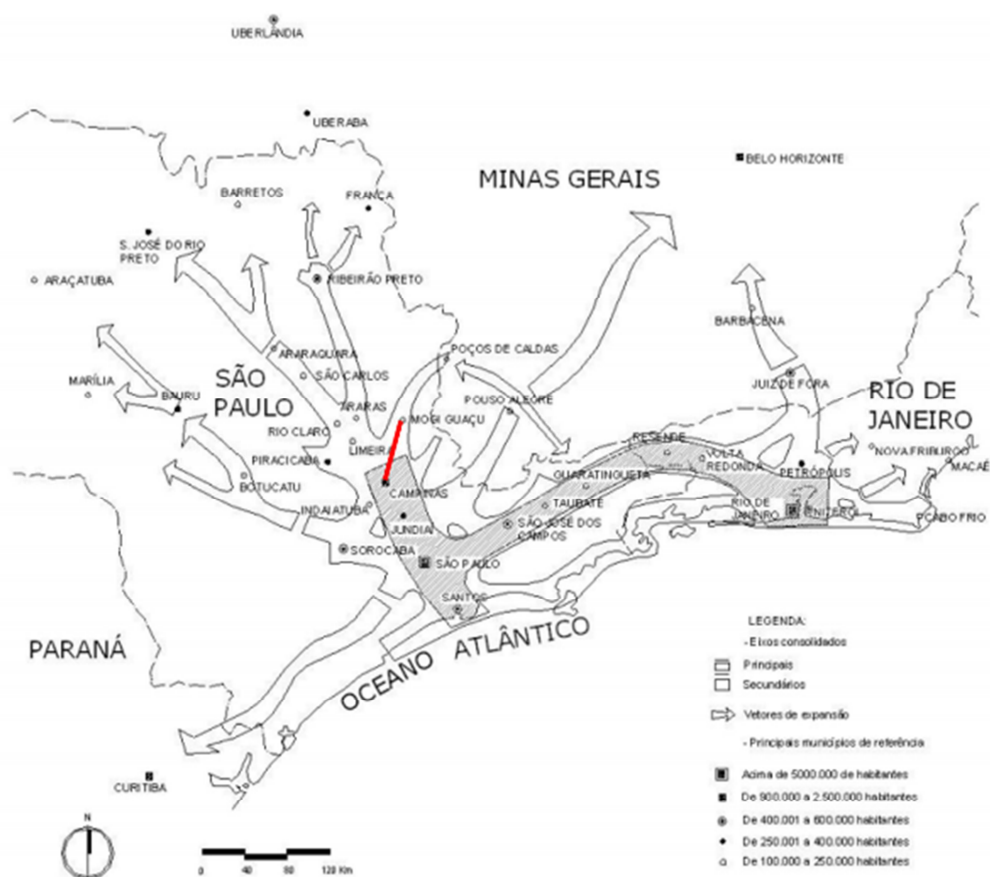 UBERLÂNDIA
UBERABA
BELO HORIZONTE
MINAS GERAIS
BARRETOS
FRANCA
S. JOSÉ DO RIO
PRETO
ARAÇATUBA
RIBEIRÃO PRETO
BARBACENA
ARARAQUARA
POÇOS DE CALDAS
SÃO CARLOS
SÃO
PAULO
MARÍLIA
BAURU
JUIZ DE FORA
RIO DE
JANEIRO
POUSO ALEGRE
ARARAS
MOGI GUAÇU
RIO CLARO
LIMEIRA
RESENDE
VOLTA
REDONDA
NOVA FRIBURGO
MACAÉ
PIRACICABA
PETRÓPOLIS
GUARATINGUETA
BOTUCATU
CAMPINAS
TAUBATÉ
INDAIATUBA
RIO DE
JANEIRO
NITERÓI
CABO FRIO
JUNDIAÍ
SÃO JOSÉ DOS
CAMPOS
SOROCABA
SÃO PAULO
SANTOS
PARANÁ
OCEANO ATLÂNTICO
CURITIBA
LEGENDA:
- Eixos consolidados
Principais
Secundários
Vetores de expansão
- Principais municípios de referência
Acima de 5000.000 de habitantes
De 900.000 a 2.500.000 habitantes
De 400.001 a 600.000 habitantes
De 250.001 a 400.000 habitantes
De 100.000 a 250.000 habitantes
N
0 40 80 120 Km